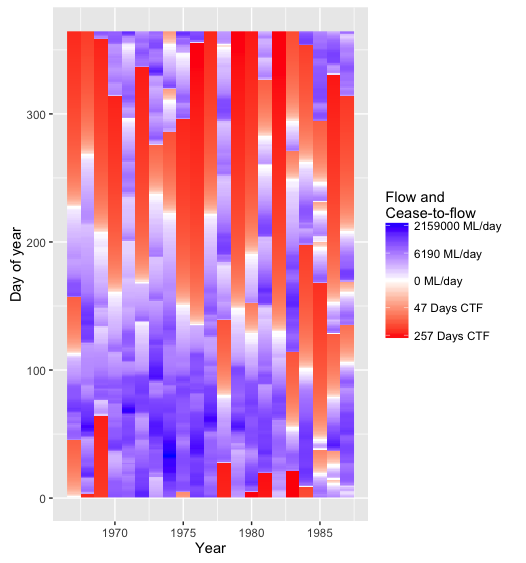 300
200
100
0
Day of year
1970
1975
1980
1985
Year
Flow and
Cease-to-flow
2159000 ML/day
6190 ML/day
0 ML/day
47 Days CTF
257 Days CTF